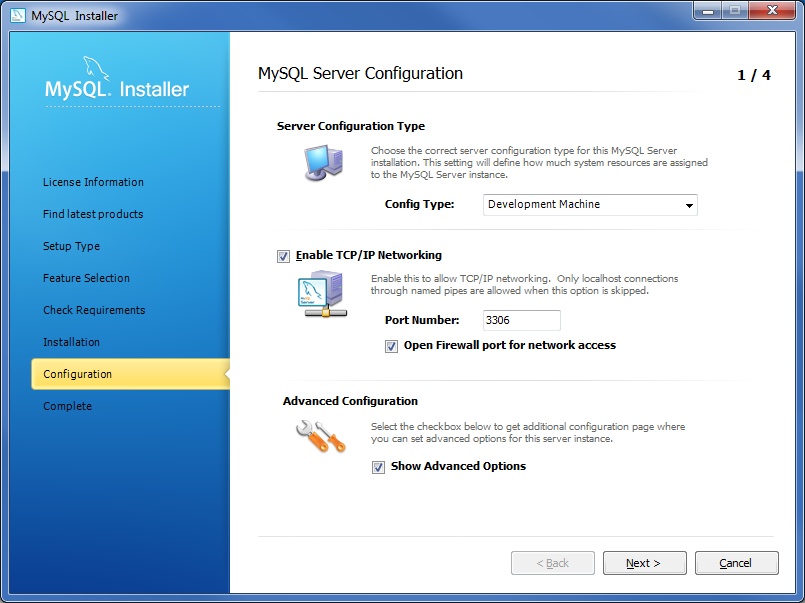 MySQL Installer
MySQL. Installer
License Information
Find latest products
Setup Type
Feature Selection
Check Requirements
Installation
Configuration
Complete
MySQL Server Configuration
1 / 4
Server Configuration Type
Choose the correct server configuration type for this MySQL Server
installation. This setting will define how much system resources are assigned
to the MySQL Server instance.
Config Type:
Development Machine
Enable TCP/IP Networking
Enable this to allow TCP/IP networking. Only localhost connections
through named pipes are allowed when this option is skipped.
Port Number:
3306
Open Firewall port for network access
Advanced Configuration
Select the checkbox below to get additional configuration page where
you can set advanced options for this server instance.
Show Advanced Options
< Back
Next >
Cancel